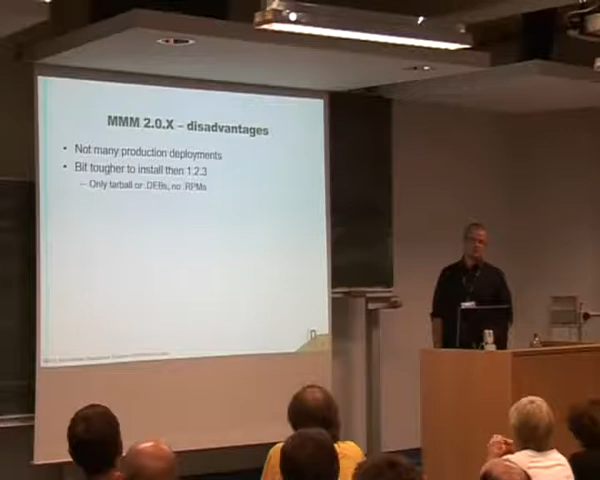 MMM 2.0.X – disadvantages
• Not many production deployments
• Bit tougher to install then 1.2.3
– Only tarball or .DEBs, no .RPMs